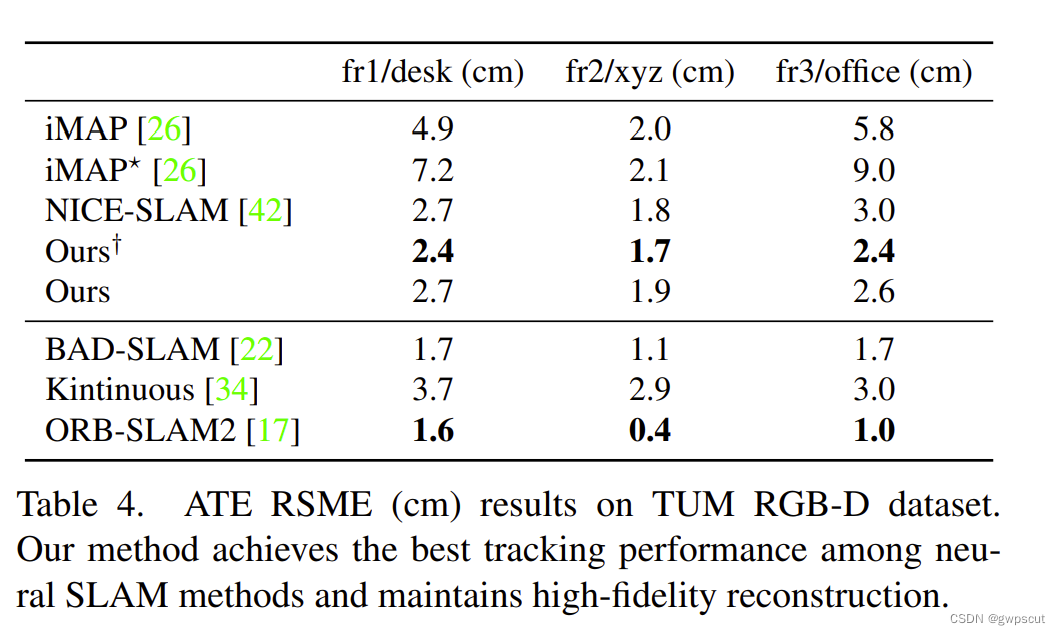 fr1/desk (cm) fr2/xyz (cm) fr3/office (cm)
iMAP [26] 4.9 2.0 5.8
iMAP⋆ [26] 7.2 2.1 9.0
NICE-SLAM [42] 2.7 1.8 3.0
Ours† 2.4 1.7 2.4
Ours 2.7 1.9 2.6
BAD-SLAM [22] 1.7 1.1 1.7
Kintinuous [34] 3.7 2.9 3.0
ORB-SLAM2 [17] 1.6 0.4 1.0
Table 4. ATE RSME (cm) results on TUM RGB-D dataset.
Our method achieves the best tracking performance among neu-
ral SLAM methods and maintains high-fidelity reconstruction.
CSDN @gwpscut